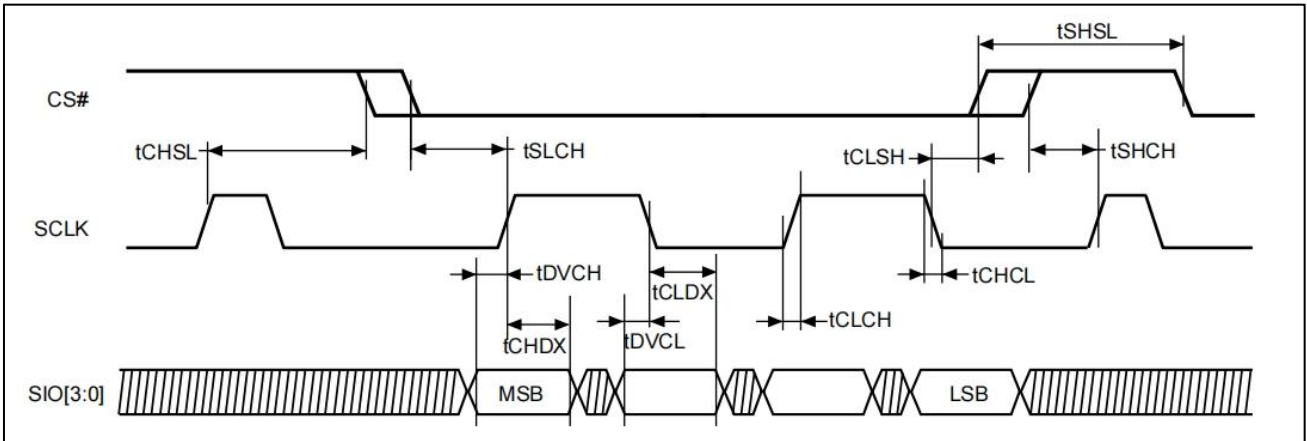 tSHSL
CS#
tCHSL
tSLCH
tCLSH
tSHCH
SCLK
tDVCH
tCLDX
tCHCL
tCHDX
tDVCL
tCLCH
SIO[3:0]
MSB
LSB